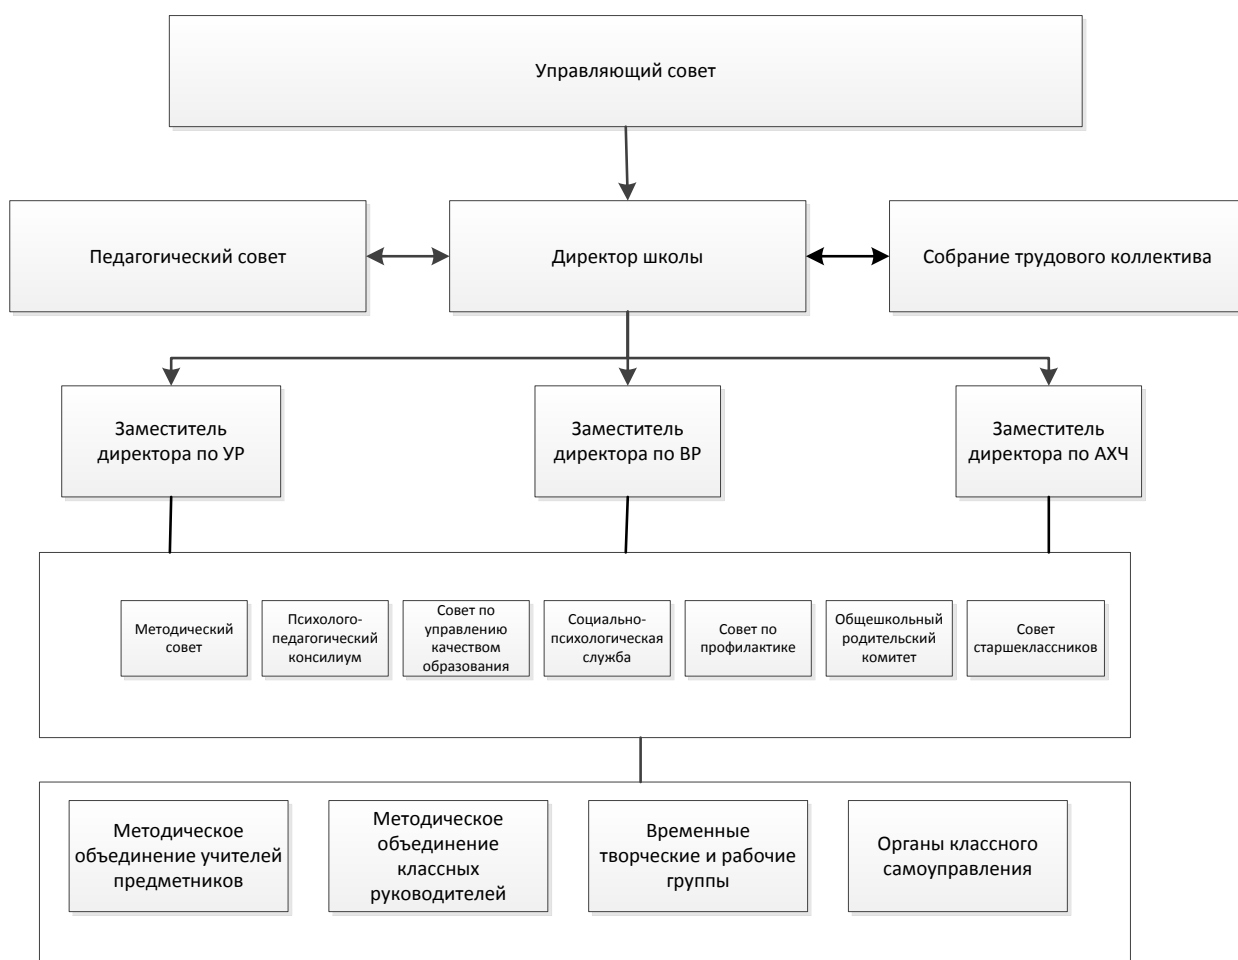 Управляющий совет
Педагогический совет
Директор школы
Собрание трудового коллектива
Заместитель
директора по УР
Заместитель
директора по ВР
Заместитель
директора по АХЧ
Методический
совет
Психолого-
педагогический
консилиум
Совет по
управлению
качеством
образования
Социально-
психологическая
служба
Совет по
профилактике
Общешкольный
родительский
комитет
Совет
старшеклассников
Методическое
объединение учителей
предметников
Методическое
объединение
классных
руководителей
Временные
творческие и рабочие
группы
Органы классного
самоуправления